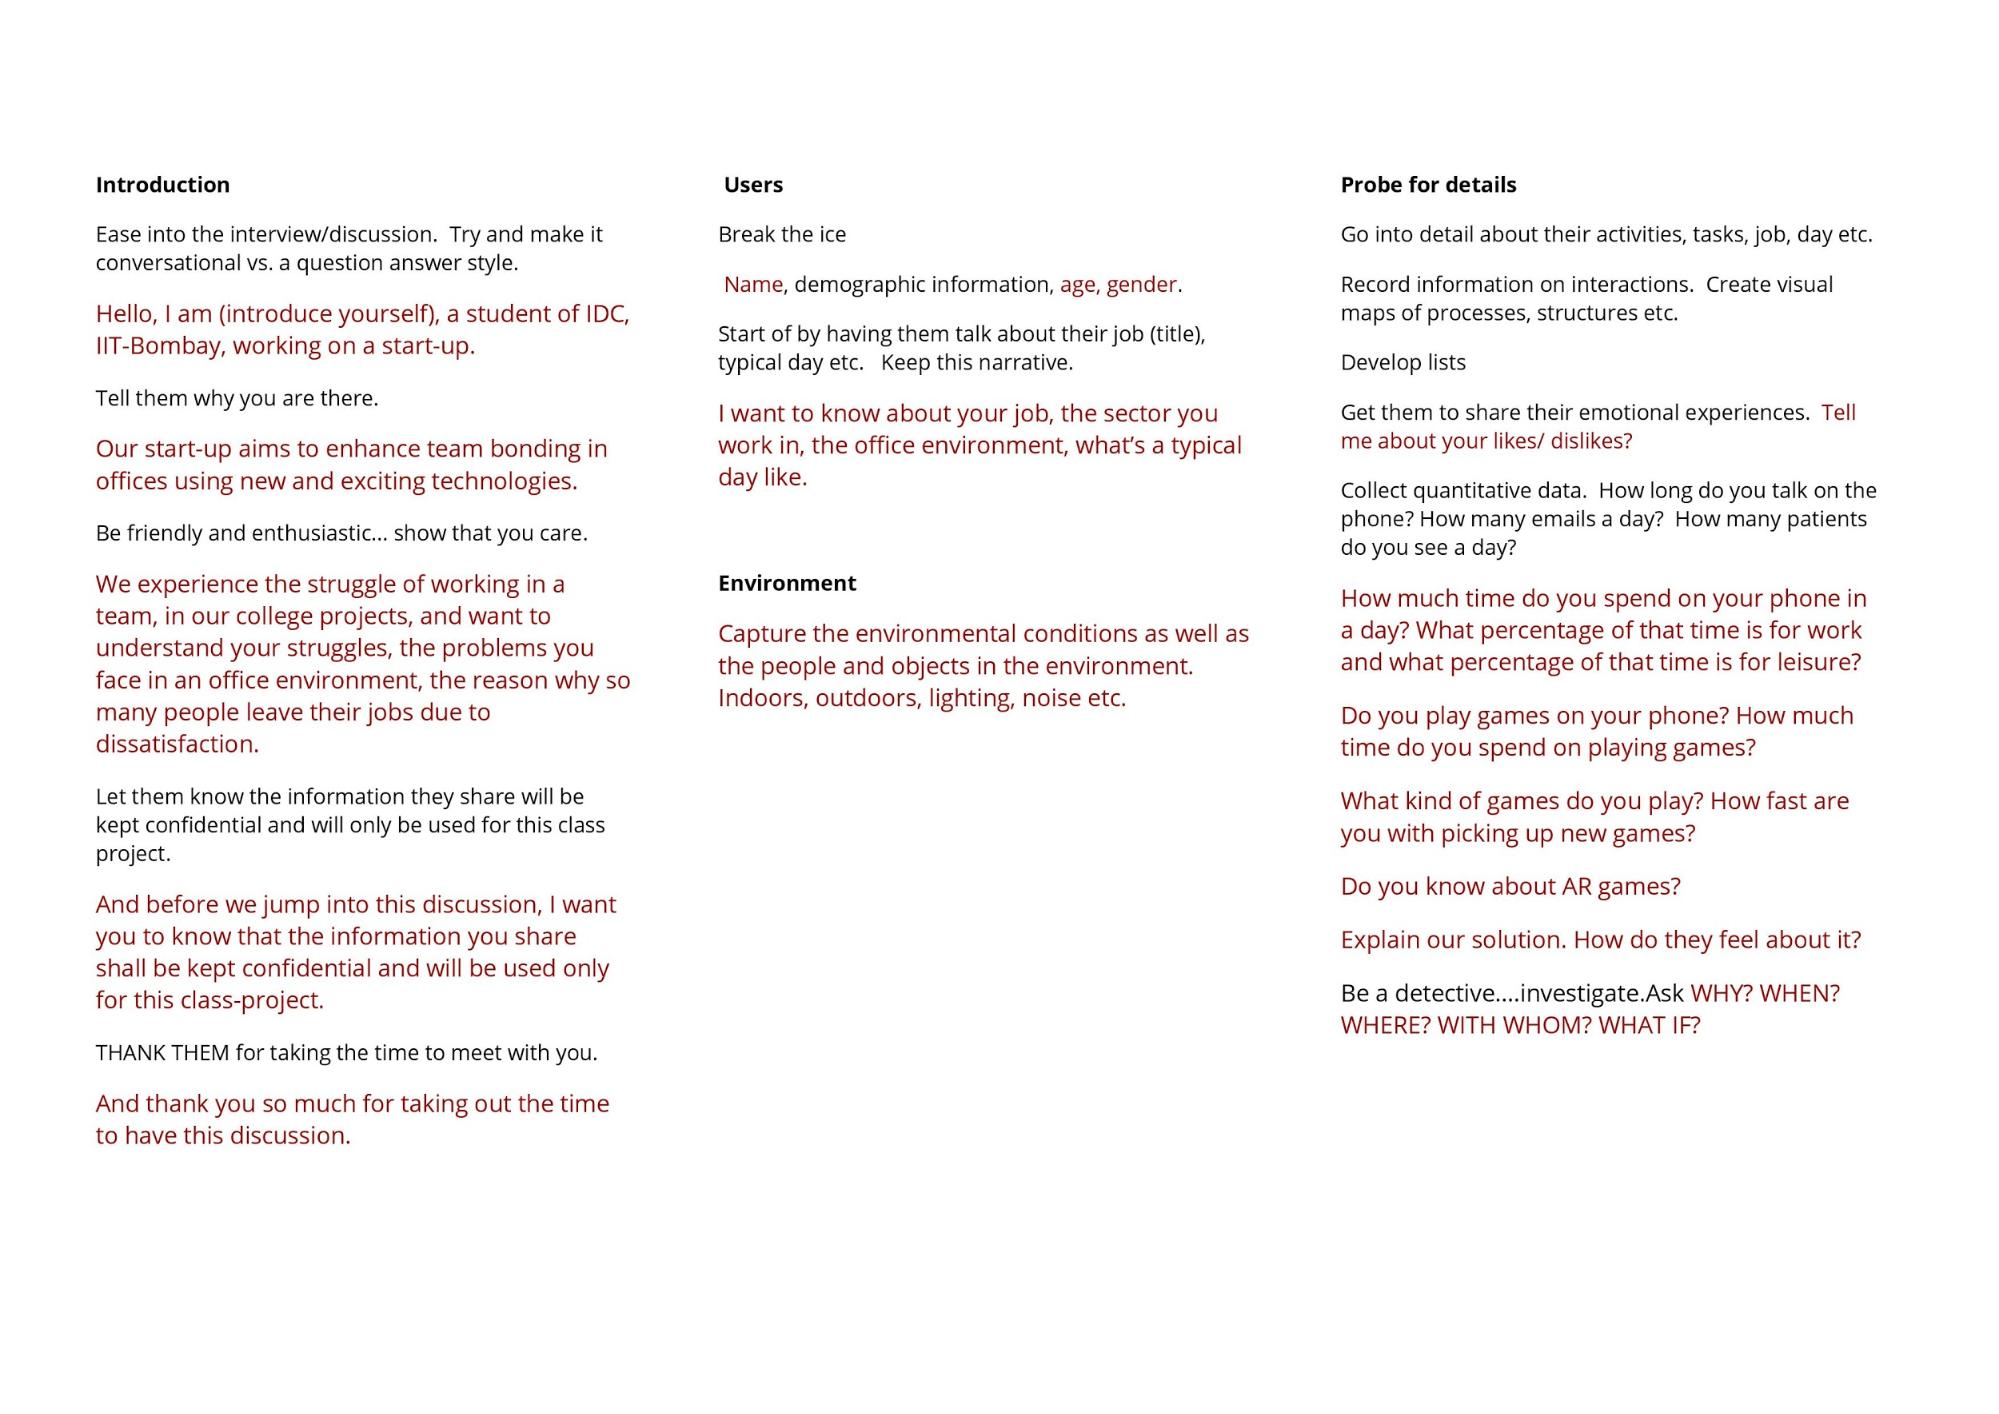 Introduction
Ease into the interview/discussion.  Try and make it
conversational vs. a question answer style.
Hello, I am (introduce yourself), a student of IDC,
IIT-Bombay, working on a start-up.
Tell them why you are there.
Our start-up aims to enhance team bonding in
offices using new and exciting technologies.
Be friendly and enthusiastic... show that you care.
We experience the struggle of working in a
team, in our college projects, and want to
understand your struggles, the problems you
face in an office environment, the reason why so
many people leave their jobs due to
dissatisfaction.
Let them know the information they share will be
kept confidential and will only be used for this class
project.
And before we jump into this discussion, I want
you to know that the information you share
shall be kept confidential and will be used only
for this class-project.
THANK THEM for taking the time to meet with you.
And thank you so much for taking out the time
to have this discussion.
Users
Break the ice
Name, demographic information, age, gender.
Start of by having them talk about their job (title),
typical day etc.   Keep this narrative.
I want to know about your job, the sector you
work in, the office environment, what’s a typical
day like.
Environment
Capture the environmental conditions as well as
the people and objects in the environment.
Indoors, outdoors, lighting, noise etc.
Probe for details
Go into detail about their activities, tasks, job, day etc.
Record information on interactions.  Create visual
maps of processes, structures etc.
Develop lists
Get them to share their emotional experiences.  Tell
me about your likes/ dislikes?
Collect quantitative data.  How long do you talk on the
phone? How many emails a day?  How many patients
do you see a day?
How much time do you spend on your phone in
a day? What percentage of that time is for work
and what percentage of that time is for leisure?
Do you play games on your phone? How much
time do you spend on playing games?
What kind of games do you play? How fast are
you with picking up new games?
Do you know about AR games?
Explain our solution. How do they feel about it?
Be a detective....investigate.Ask WHY? WHEN?
WHERE? WITH WHOM? WHAT IF?